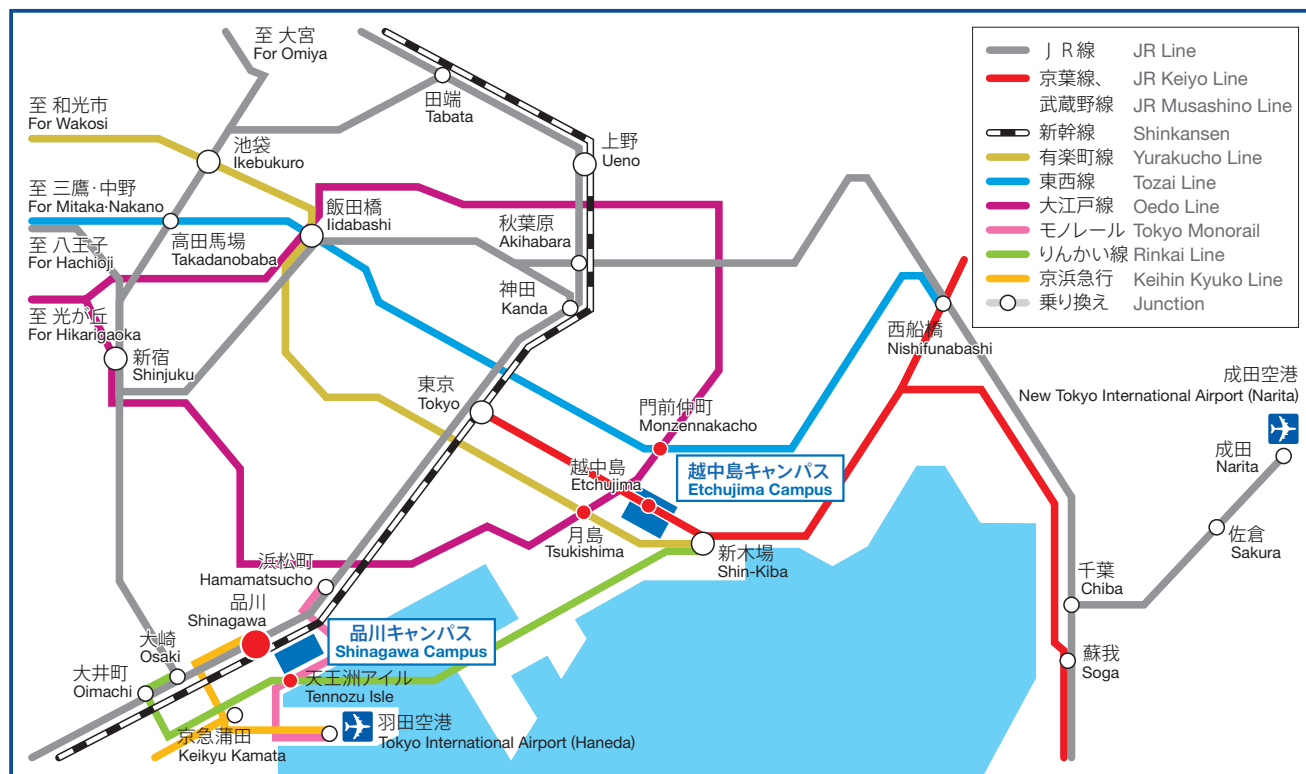 至 大宮
For Omiya
田端
Tabata
至 和光市
For Wakosi
池袋
Ikebukuro
上野
Ueno
至 三鷹·中野
For Mitaka·Nakano
高田馬場
Takadanobaba
飯田橋
Iidabashi
秋葉原
Akihabara
至 八王子
For Hachioji
神田
Kanda
至 光が丘
For Hikarigaoka
新宿
Shinjuku
東京
Tokyo
西船橋
Nishifunabashi
成田空港
New Tokyo International Airport (Narita)
成田
Narita
門前仲町
Monzennakacho
越中島
Etchujima
越中島キャンパス
Etchujima Campus
月島
Tsukishima
新木場
Shin-Kiba
佐倉
Sakura
千葉
Chiba
蘇我
Soga
浜松町
Hamamatsucho
品川
Shinagawa
品川キャンパス
Shinagawa Campus
大崎
Osaki
大井町
Oimachi
天王洲アイル
Tennozu Isle
京急蒲田
Keikyu Kamata
羽田空港
Tokyo International Airport (Haneda)
ＪＲ線 JR Line
京葉線、 JR Keiyo Line
武蔵野線 JR Musashino Line
新幹線 Shinkansen
有楽町線 Yurakucho Line
東西線 Tozai Line
大江戸線 Oedo Line
モノレール Tokyo Monorail
りんかい線 Rinkai Line
京浜急行 Keihin Kyuko Line
乗り換え Junction